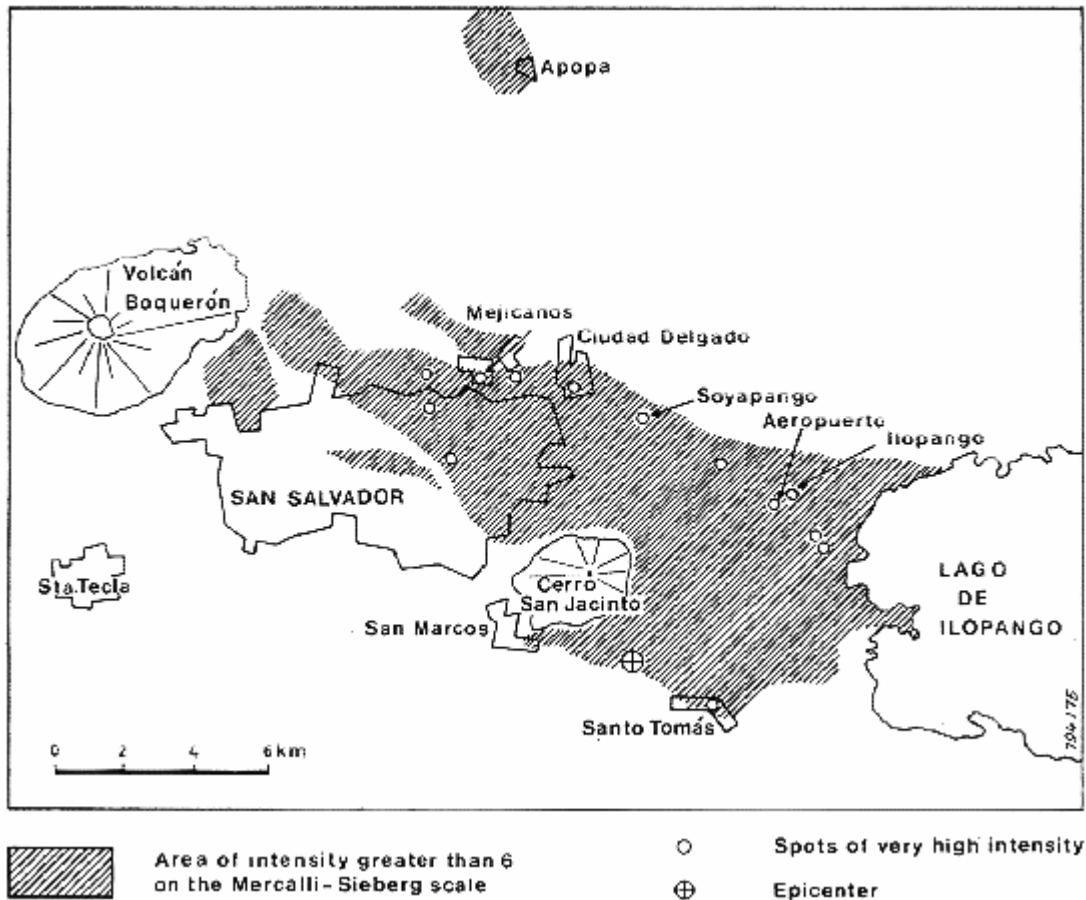 Apopa
Volcán
Boquerón
Mejicanos
Ciudad Delgado
Soyapango
Aeropuerto
Ilopango
SAN SALVADOR
Sta. Tecla
Cerro
San Jacinto
San Marcos
LAGO
DE
ILOPANGO
Santo Tomás
0 2 4 6 km
794175
Area of intensity greater than 6
on the Mercalli-Sieberg scale
Spots of very high intensity
Epicenter